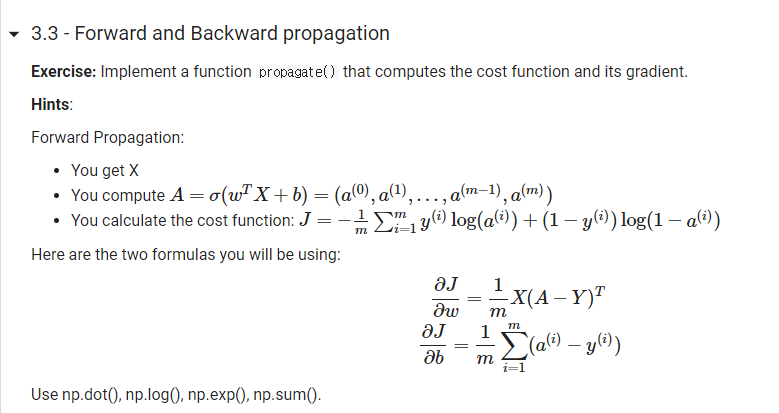 3.3 - Forward and Backward propagation
Exercise: Implement a function propagate() that computes the cost function and its gradient.
Hints:
Forward Propagation:
• You get X
• You compute $A = \sigma(w^T X + b) = (a^{(0)}, a^{(1)}, \ldots, a^{(m-1)}, a^{(m)})$
• You calculate the cost function: $J = -\frac{1}{m} \sum_{i=1}^{m} y^{(i)} \log(a^{(i)}) + (1 - y^{(i)}) \log(1 - a^{(i)})$
Here are the two formulas you will be using:
$\frac{\partial J}{\partial w} = \frac{1}{m} X(A - Y)^T$
$\frac{\partial J}{\partial b} = \frac{1}{m} \sum_{i=1}^{m} (a^{(i)} - y^{(i)})$
Use np.dot(), np.log(), np.exp(), np.sum().